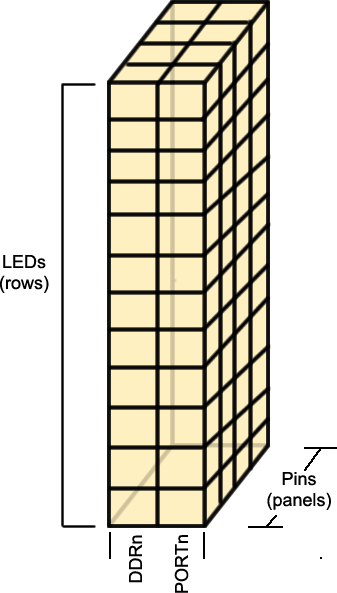 LEDs
(rows)
Pins
(panels)
DDRn
PORTn